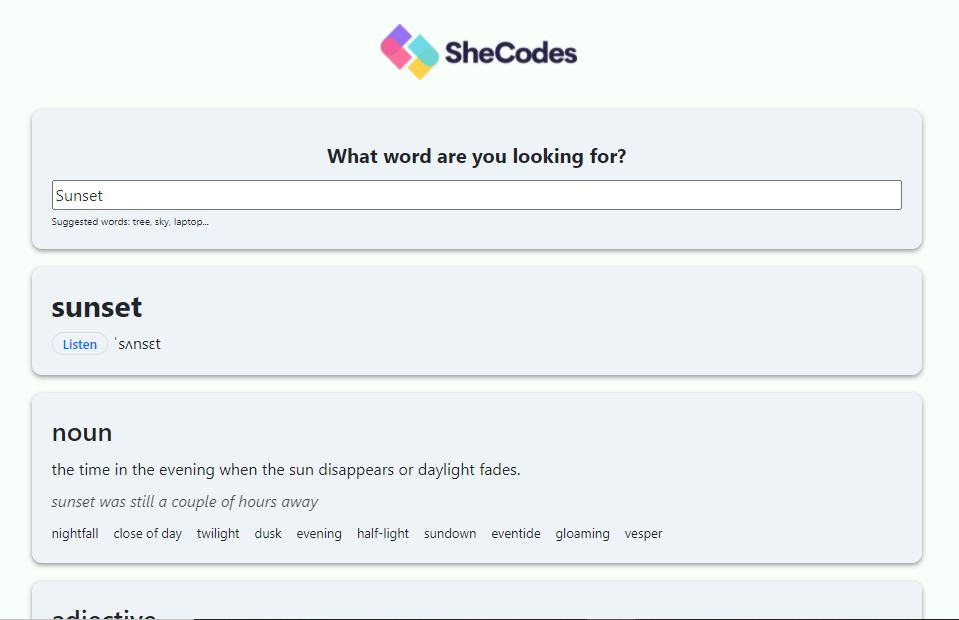 SheCodes
What word are you looking for?
Sunset
Suggested words: tree, sky, laptop...
sunset
Listen ˈsʌnsɛt
noun
the time in the evening when the sun disappears or daylight fades.
sunset was still a couple of hours away
nightfall close of day twilight dusk evening half-light sundown eventide gloaming vesper
adjective